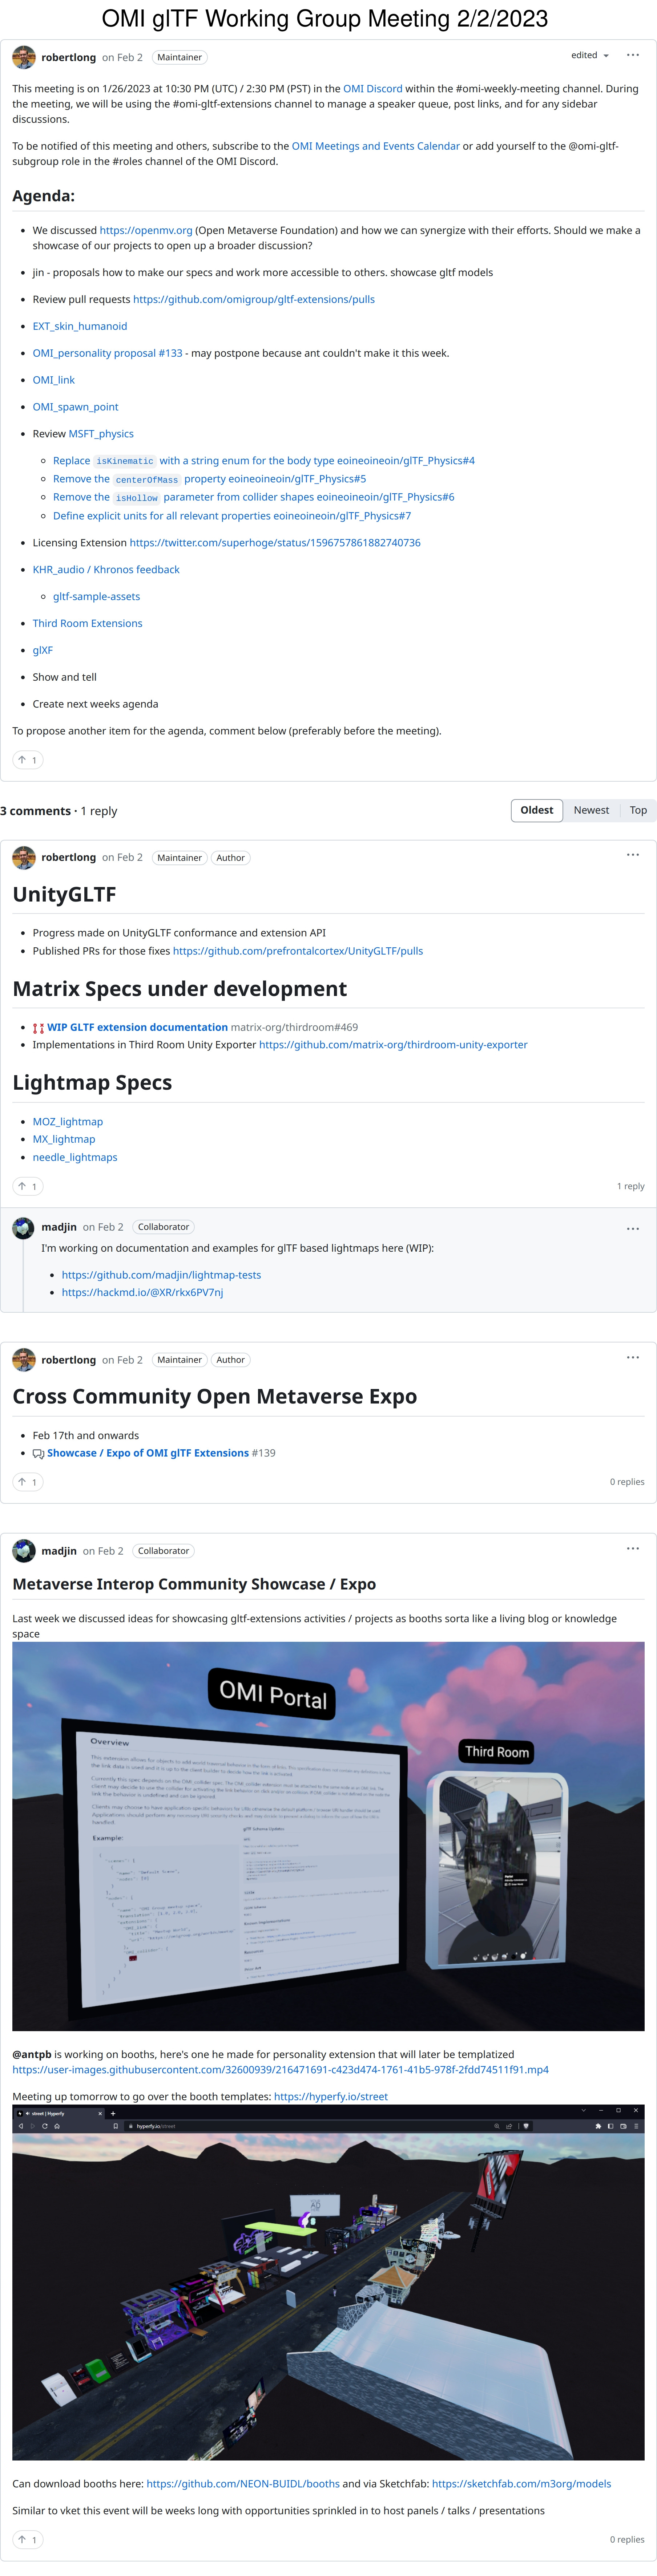 OMI glTF Working Group Meeting 2/2/2023
robertlong on Feb 2 Maintainer
edited
This meeting is on 1/26/2023 at 10:30 PM (UTC) / 2:30 PM (PST) in the OMI Discord within the #omi-weekly-meeting channel. During
the meeting, we will be using the #omi-gltf-extensions channel to manage a speaker queue, post links, and for any sidebar
discussions.
To be notified of this meeting and others, subscribe to the OMI Meetings and Events Calendar or add yourself to the @omi-gltf-
subgroup role in the #roles channel of the OMI Discord.
Agenda:
We discussed https://openmv.org (Open Metaverse Foundation) and how we can synergize with their efforts. Should we make a
showcase of our projects to open up a broader discussion?
jin - proposals how to make our specs and work more accessible to others. showcase gltf models
Review pull requests https://github.com/omigroup/gltf-extensions/pulls
EXT_skin_humanoid
OMI_personality proposal #133 - may postpone because ant couldn't make it this week.
OMI_link
OMI_spawn_point
Review MSFT_physics
Replace isKinematic with a string enum for the body type eoineoineoin/glTF_Physics#4
Remove the centerOfMass property eoineoineoin/glTF_Physics#5
Remove the isHollow parameter from collider shapes eoineoineoin/glTF_Physics#6
Define explicit units for all relevant properties eoineoineoin/glTF_Physics#7
Licensing Extension https://twitter.com/superhoge/status/1596757861882740736
KHR_audio / Khronos feedback
gltf-sample-assets
Third Room Extensions
glXF
Show and tell
Create next weeks agenda
To propose another item for the agenda, comment below (preferably before the meeting).
1
3 comments · 1 reply
Oldest Newest Top
robertlong on Feb 2 Maintainer Author
UnityGLTF
Progress made on UnityGLTF conformance and extension API
Published PRs for those fixes https://github.com/prefrontalcortex/UnityGLTF/pulls
Matrix Specs under development
WIP GLTF extension documentation matrix-org/thirdroom#469
Implementations in Third Room Unity Exporter https://github.com/matrix-org/thirdroom-unity-exporter
Lightmap Specs
MOZ_lightmap
MX_lightmap
needle_lightmaps
1
1 reply
madjin on Feb 2 Collaborator
I'm working on documentation and examples for glTF based lightmaps here (WIP):
https://github.com/madjin/lightmap-tests
https://hackmd.io/@XR/rkx6PV7nj
robertlong on Feb 2 Maintainer Author
Cross Community Open Metaverse Expo
Feb 17th and onwards
Showcase / Expo of OMI glTF Extensions #139
1
0 replies
madjin on Feb 2 Collaborator
Metaverse Interop Community Showcase / Expo
Last week we discussed ideas for showcasing gltf-extensions activities / projects as booths sorta like a living blog or knowledge
space
OMI Portal
Third Room
Overview
Example:
@antpb is working on booths, here's one he made for personality extension that will later be templatized
https://user-images.githubusercontent.com/32600939/216471691-c423d474-1761-41b5-978f-2fdd74511f91.mp4
Meeting up tomorrow to go over the booth templates: https://hyperfy.io/street
street | Hyperfy
hyperfy.io/street
Can download booths here: https://github.com/NEON-BUIDL/booths and via Sketchfab: https://sketchfab.com/m3org/models
Similar to vket this event will be weeks long with opportunities sprinkled in to host panels / talks / presentations
1
0 replies